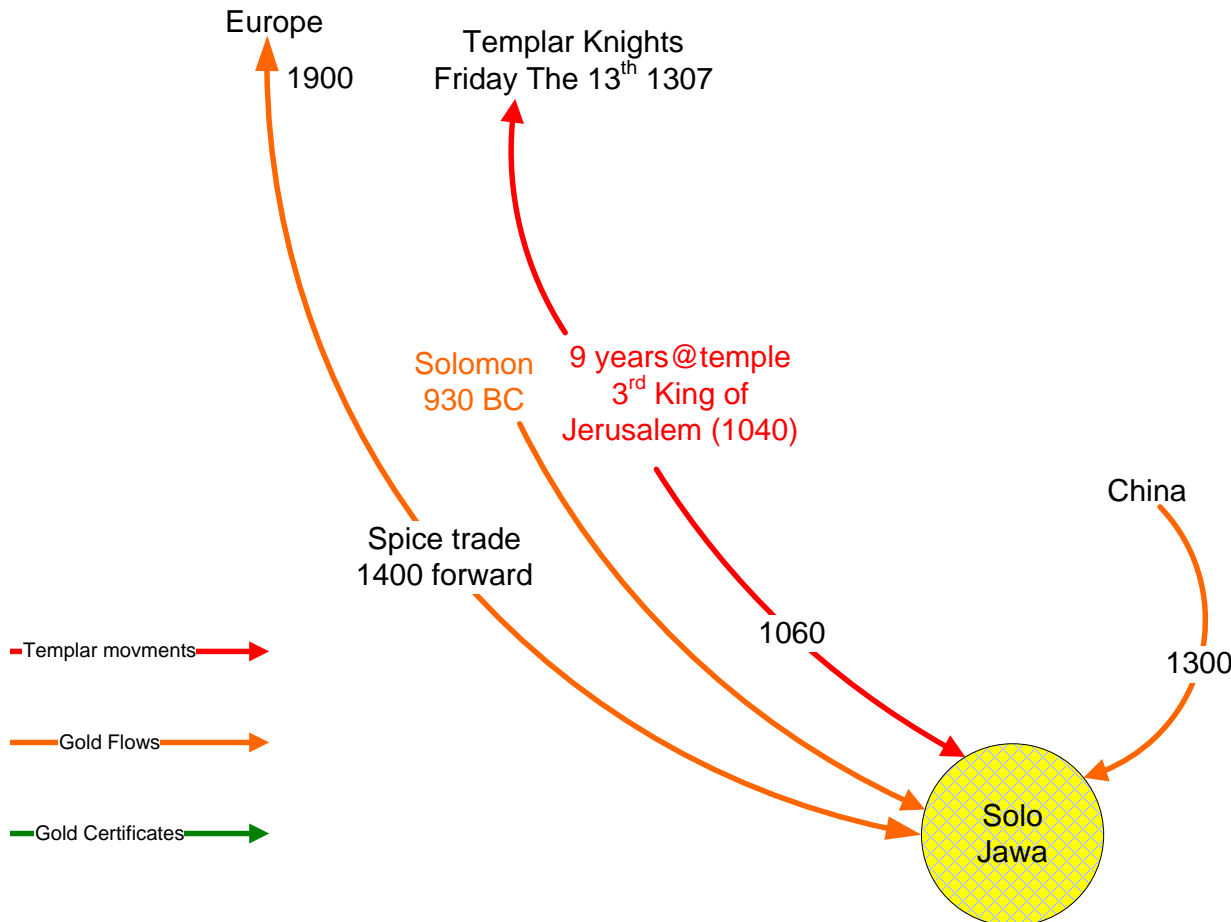 Europe
1900
Templar Knights
Friday The 13th 1307
Solomon
930 BC
9 years@temple
3rd King of
Jerusalem (1040)
China
Spice trade
1400 forward
1060
1300
Templar movments
Gold Flows
Gold Certificates
Solo
Jawa